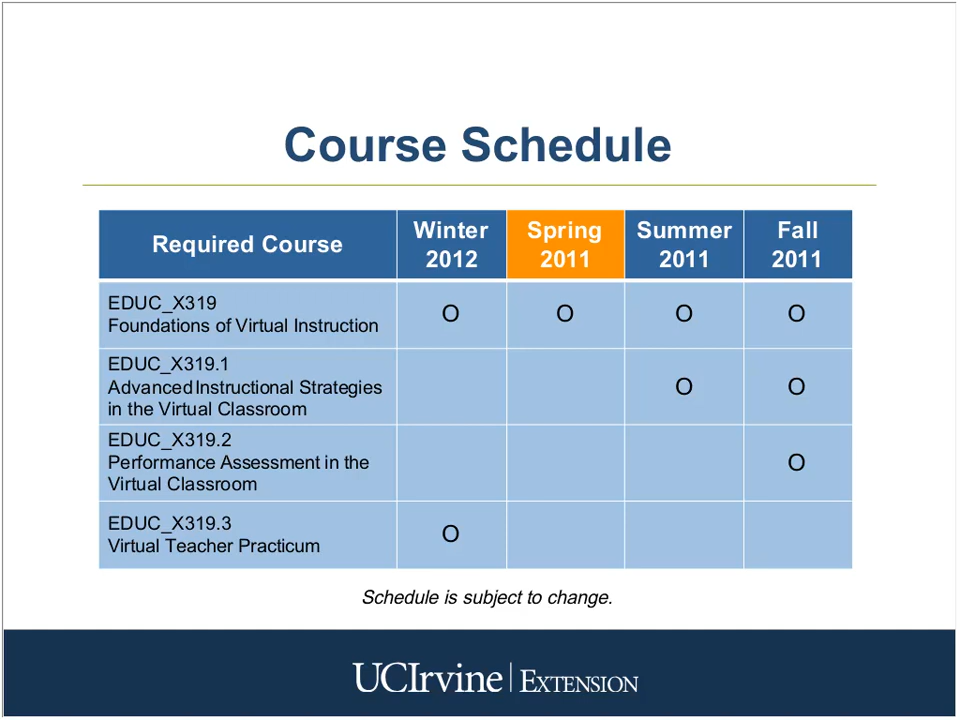 Course Schedule
Required Course
Winter
2012
Spring
2011
Summer
2011
Fall
2011
EDUC_X319
Foundations of Virtual Instruction
O O O O
EDUC_X319.1
Advanced Instructional Strategies
in the Virtual Classroom
O O
EDUC_X319.2
Performance Assessment in the
Virtual Classroom
O
EDUC_X319.3
Virtual Teacher Practicum
O
Schedule is subject to change.
UCIrvine | EXTENSION